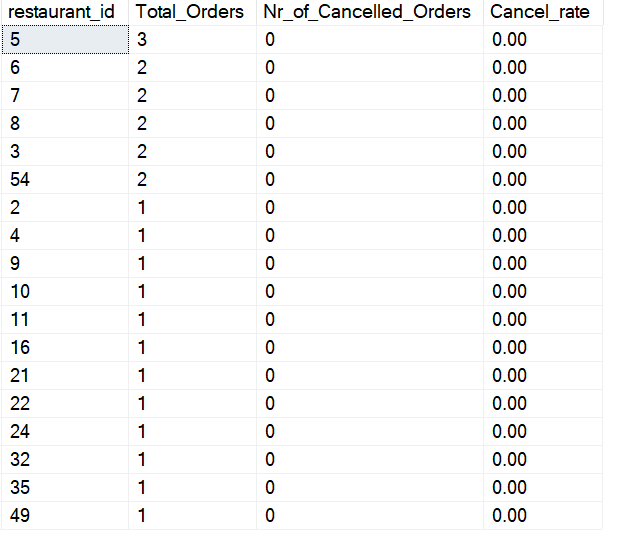 restaurant_id Total_Orders Nr_of_Cancelled_Orders Cancel_rate
5 3 0 0.00
6 2 0 0.00
7 2 0 0.00
8 2 0 0.00
3 2 0 0.00
54 2 0 0.00
2 1 0 0.00
4 1 0 0.00
9 1 0 0.00
10 1 0 0.00
11 1 0 0.00
16 1 0 0.00
21 1 0 0.00
22 1 0 0.00
24 1 0 0.00
32 1 0 0.00
35 1 0 0.00
49 1 0 0.00